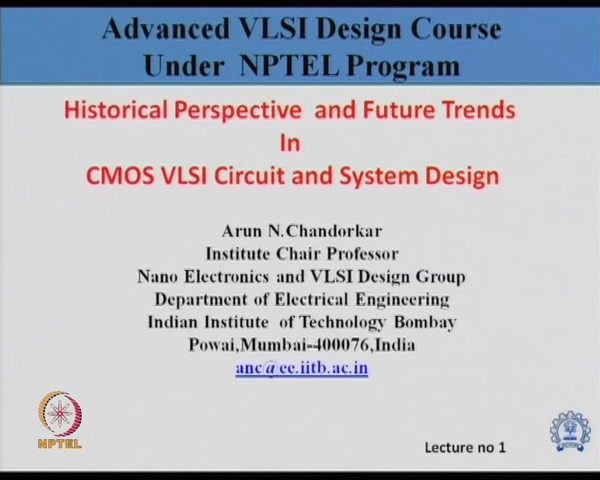 Advanced VLSI Design Course
Under NPTEL Program
Historical Perspective and Future Trends
In
CMOS VLSI Circuit and System Design
Arun N.Chandorkar
Institute Chair Professor
Nano Electronics and VLSI Design Group
Department of Electrical Engineering
Indian Institute of Technology Bombay
Powai,Mumbai-400076,India
anc@ee.iitb.ac.in
NPTEL
Lecture no 1